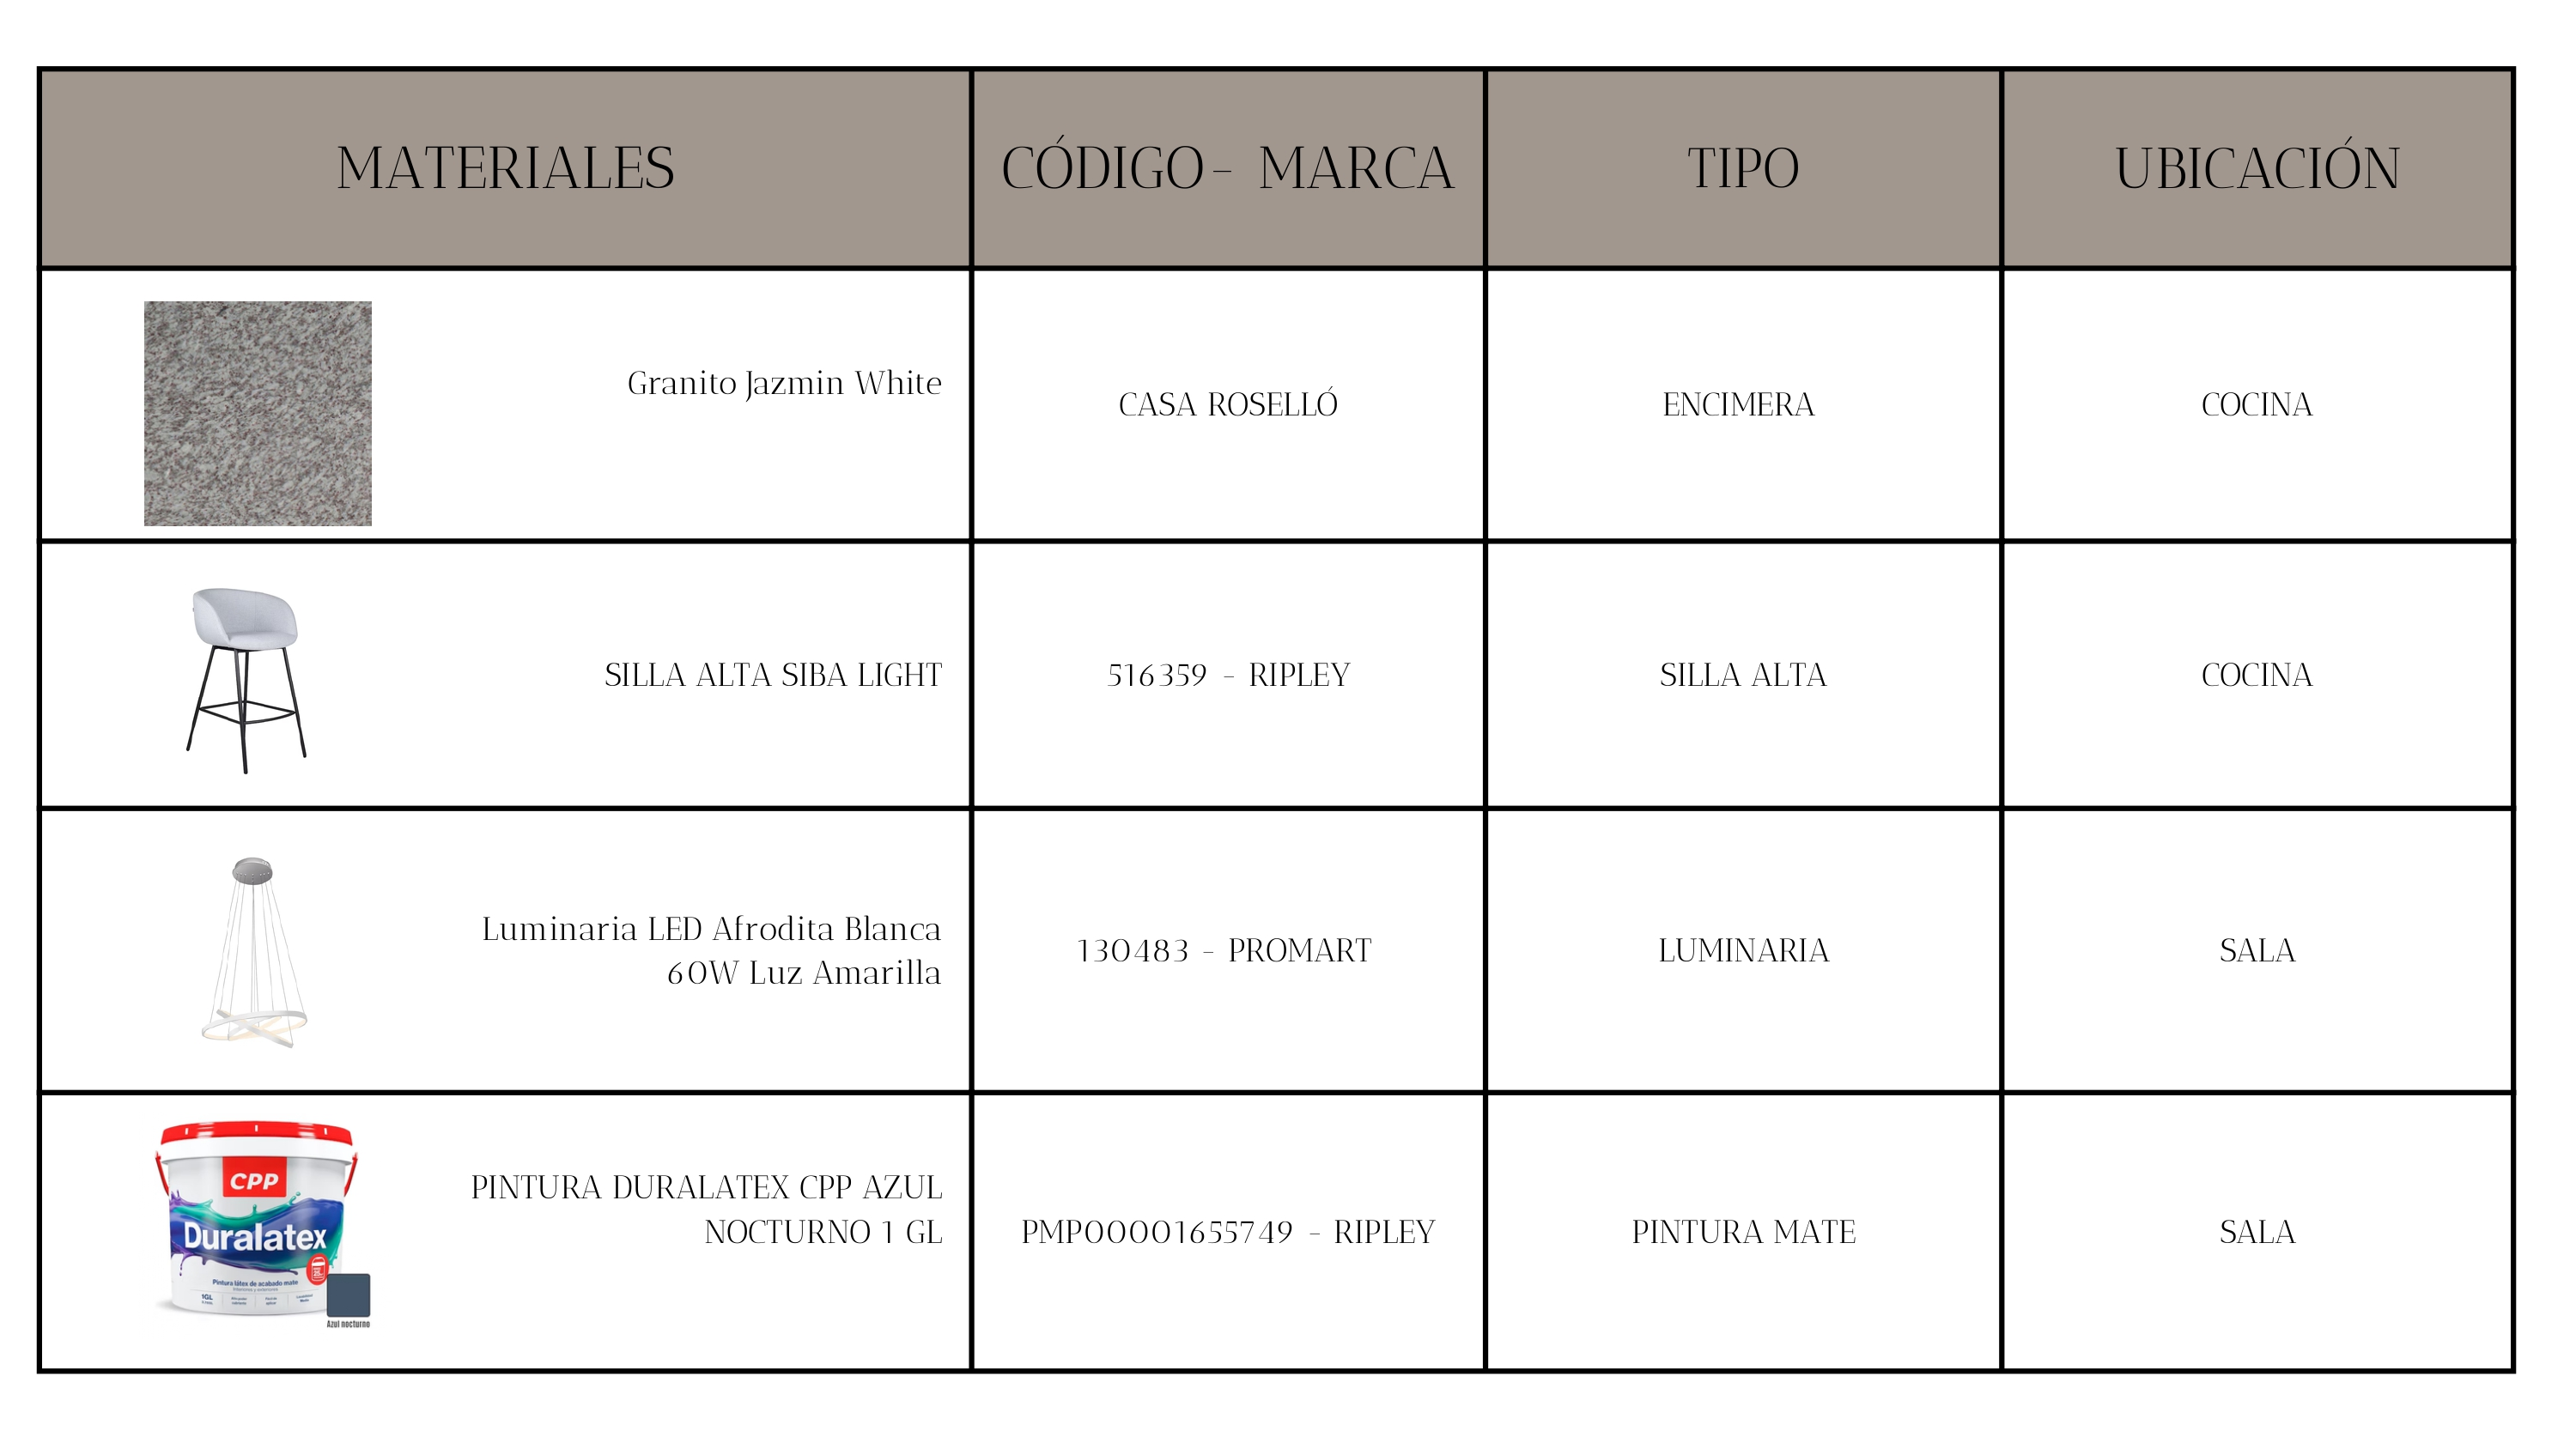 MATERIALES
CÓDIGO- MARCA
TIPO
UBICACIÓN
Granito Jazmin White
CASA ROSELLÓ
ENCIMERA
COCINA
SILLA ALTA SIBA LIGHT
516359 - RIPLEY
SILLA ALTA
COCINA
Luminaria LED Afrodita Blanca
60W Luz Amarilla
130483 - PROMART
LUMINARIA
SALA
CPP
Duralatex
Pintura látex de acabado mate
1GL
Azul nocturno
PINTURA DURALATEX CPP AZUL
NOCTURNO 1 GL
PMP00001655749 - RIPLEY
PINTURA MATE
SALA